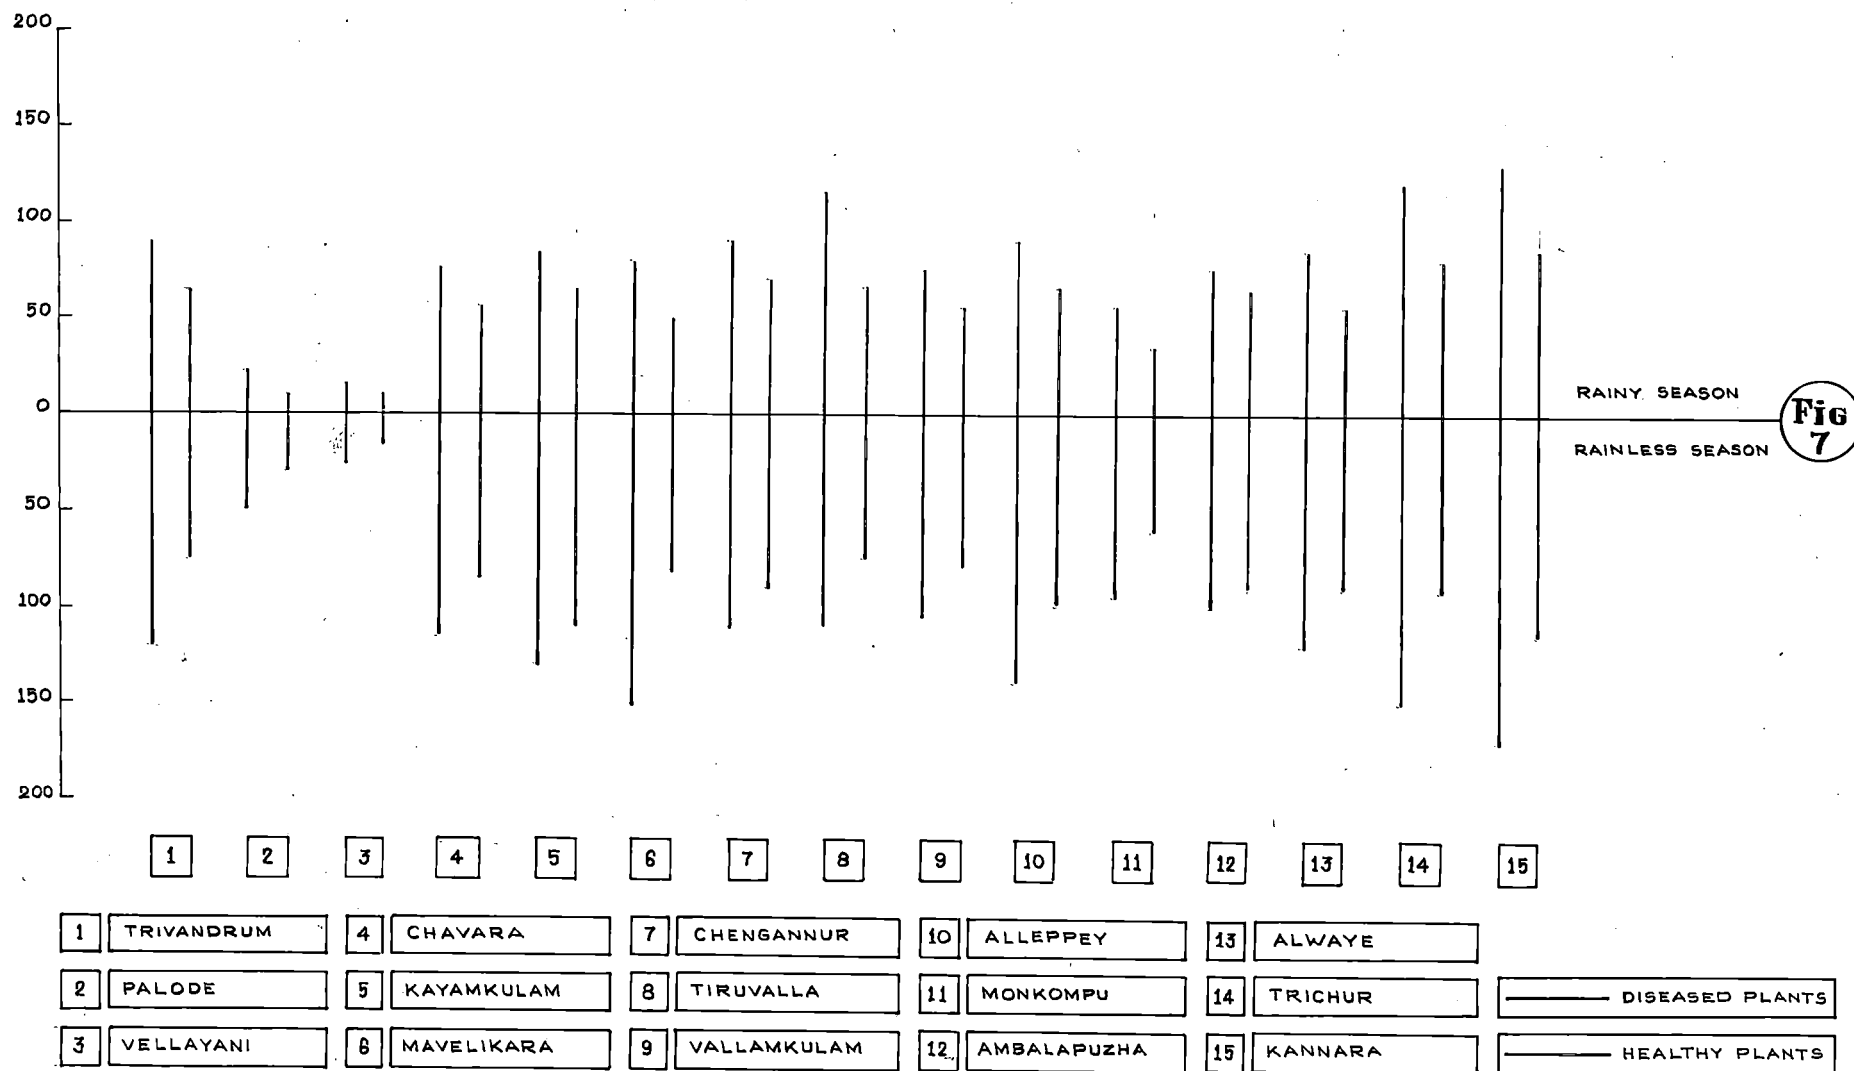 200
150
100
50
0
50
100
150
200
RAINY SEASON
RAINLESS SEASON
Fig
7
1 2 3 4 5 6 7 8 9 10 11 12 13 14 15
1 TRIVANDRUM 4 CHAVARA 7 CHENGANNUR 10 ALLEPPEY 13 ALWAYE
2 PALODE 5 KAYAMKULAM 8 TIRUVALLA 11 MONKOMPU 14 TRICHUR DISEASED PLANTS
3 VELLAYANI 6 MAVELIKARA 9 VALLAMKULAM 12 AMBALAPUZHA 15 KANNARA HEALTHY PLANTS